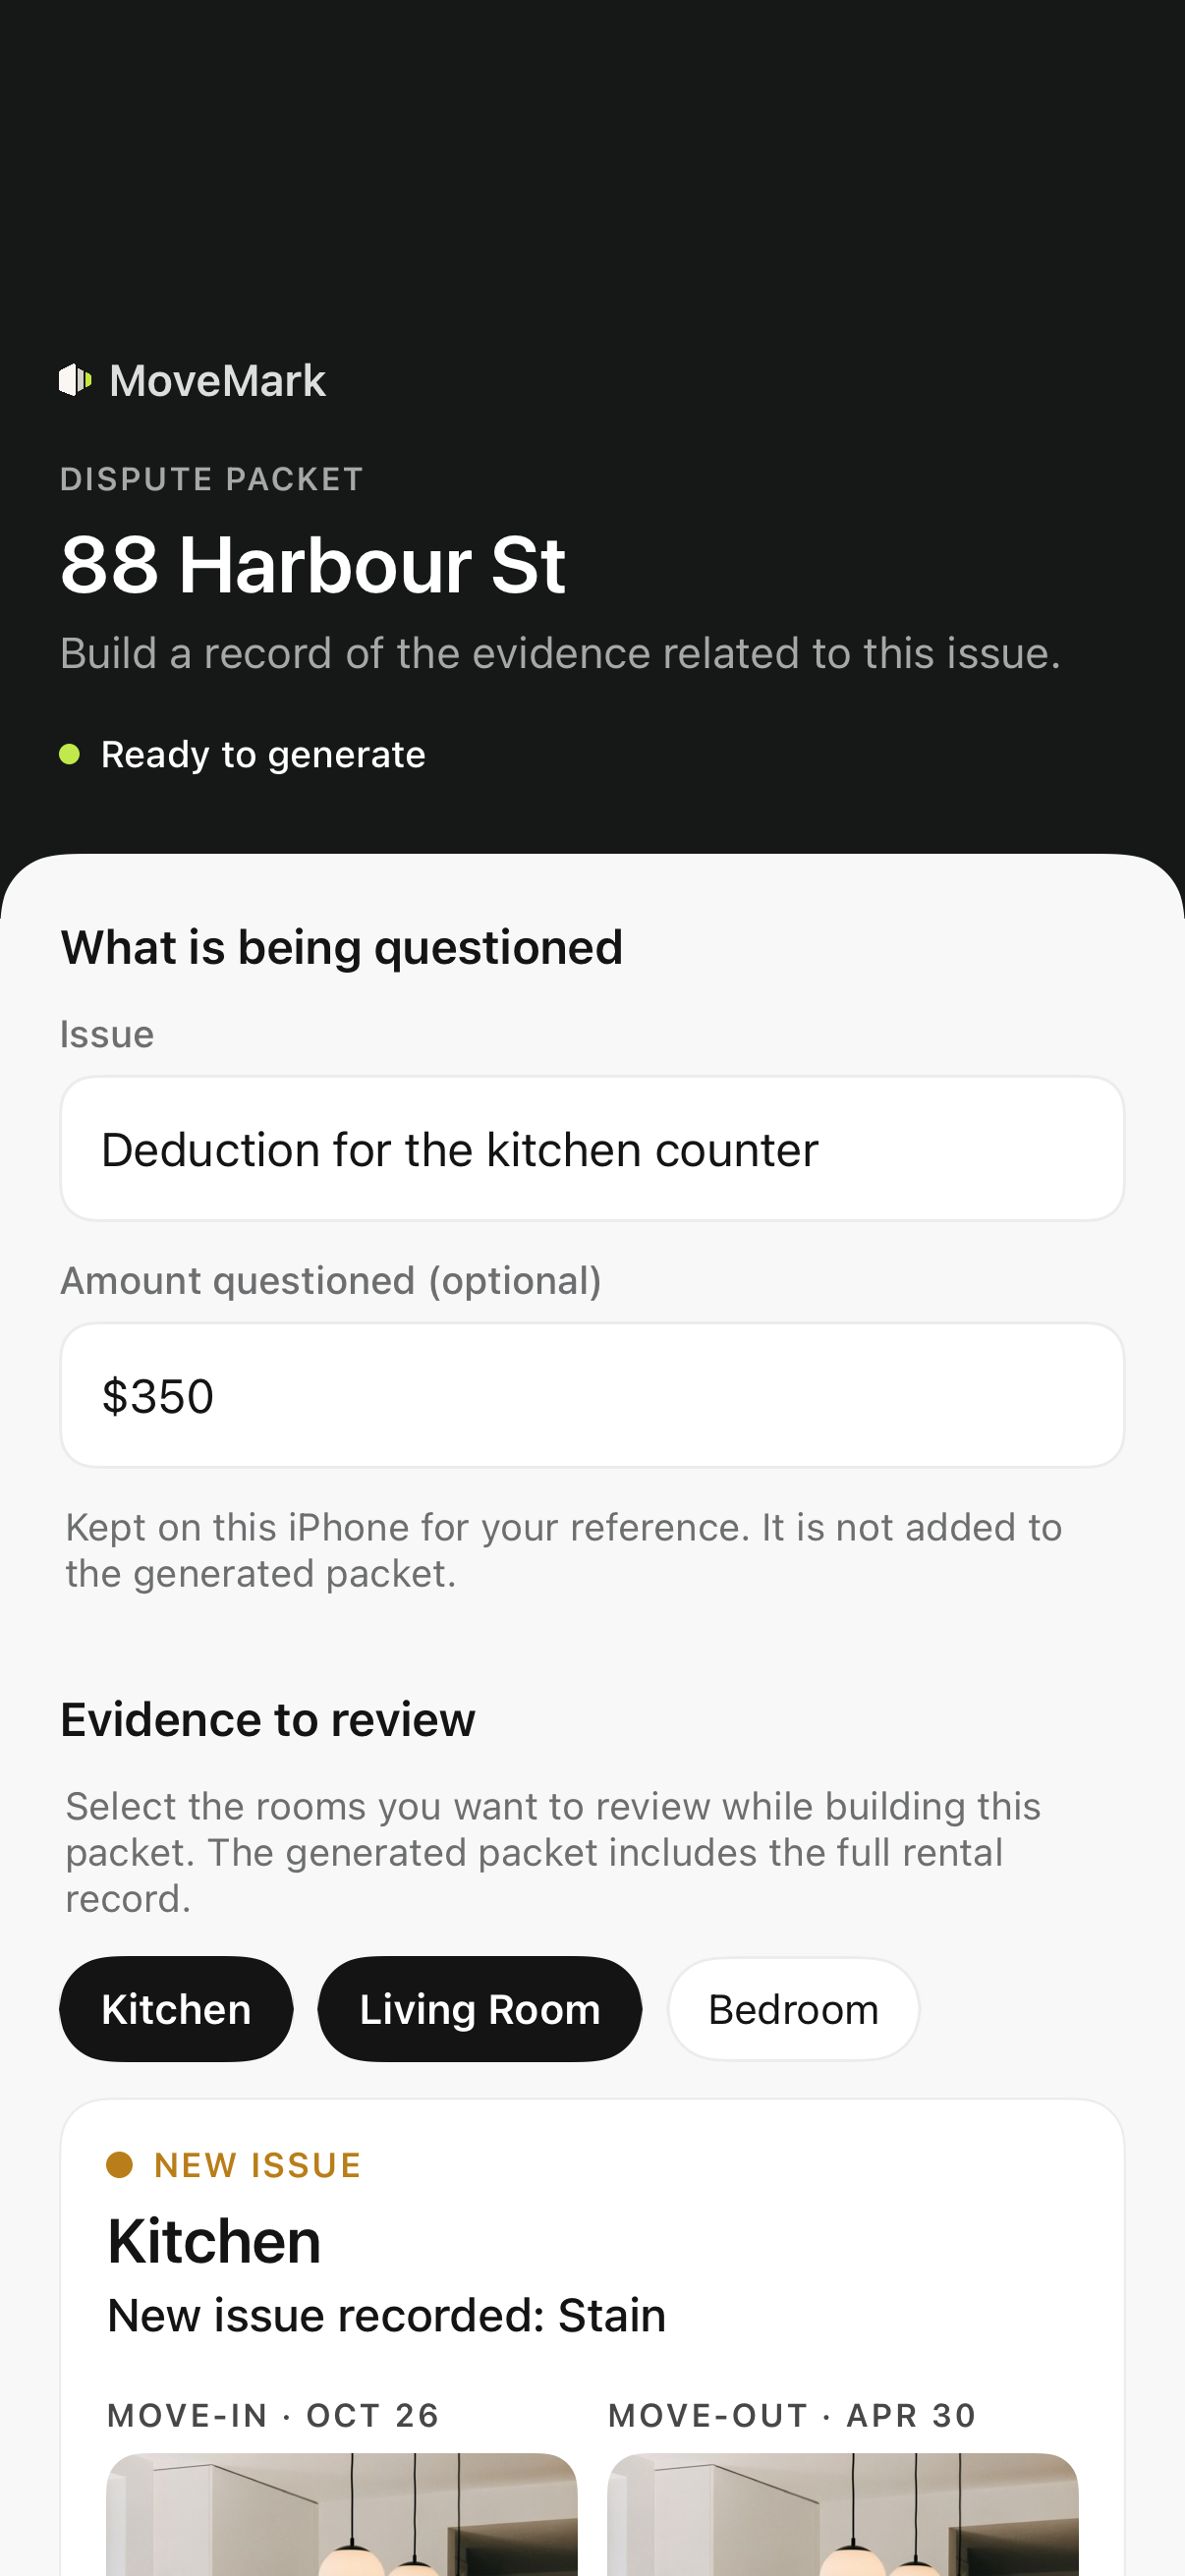 MoveMark
DISPUTE PACKET
88 Harbour St
Build a record of the evidence related to this issue.
Ready to generate
What is being questioned
Issue
Deduction for the kitchen counter
Amount questioned (optional)
$350
Kept on this iPhone for your reference. It is not added to
the generated packet.
Evidence to review
Select the rooms you want to review while building this
packet. The generated packet includes the full rental
record.
Kitchen
Living Room
Bedroom
NEW ISSUE
Kitchen
New issue recorded: Stain
MOVE-IN · OCT 26
MOVE-OUT · APR 30